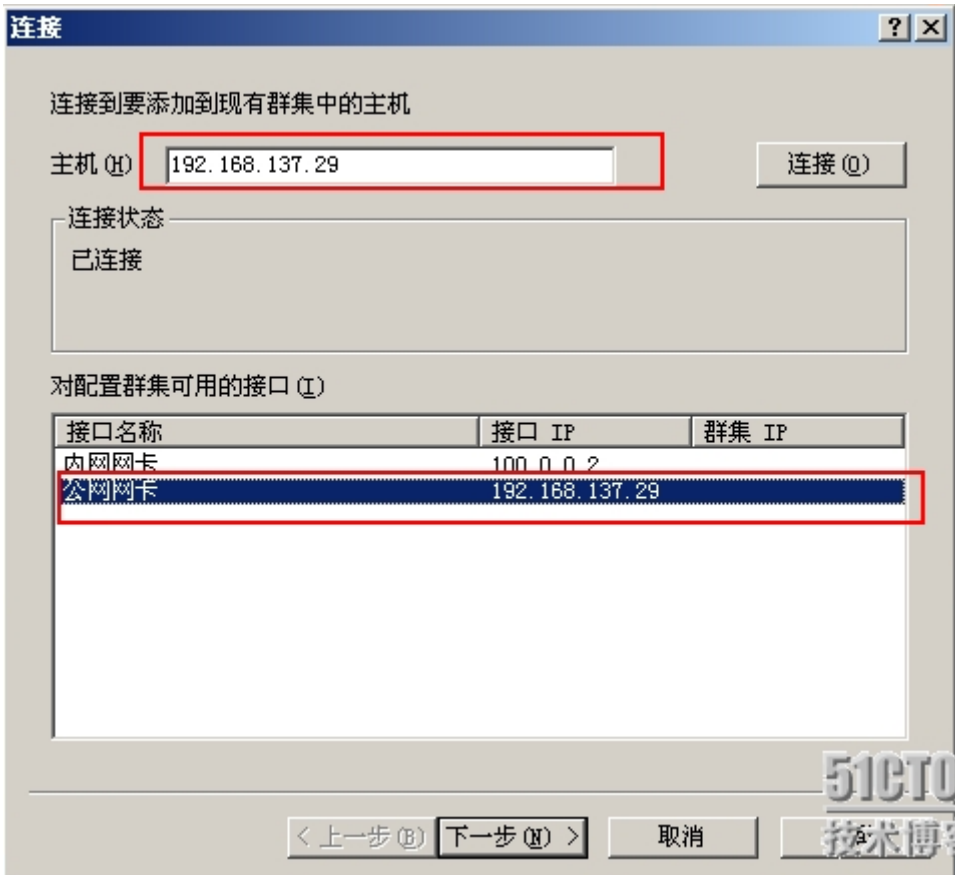 连接
连接到要添加到现有群集中的主机
主机(H) 192.168.137.29 连接(O)
连接状态
已连接
对配置群集可用的接口(I)
接口名称 接口 IP 群集 IP
内网网卡 100.0.0.2
公网网卡 192.168.137.29
< 上一步(B) 下一步(N) > 取消
51CTO
技术博客